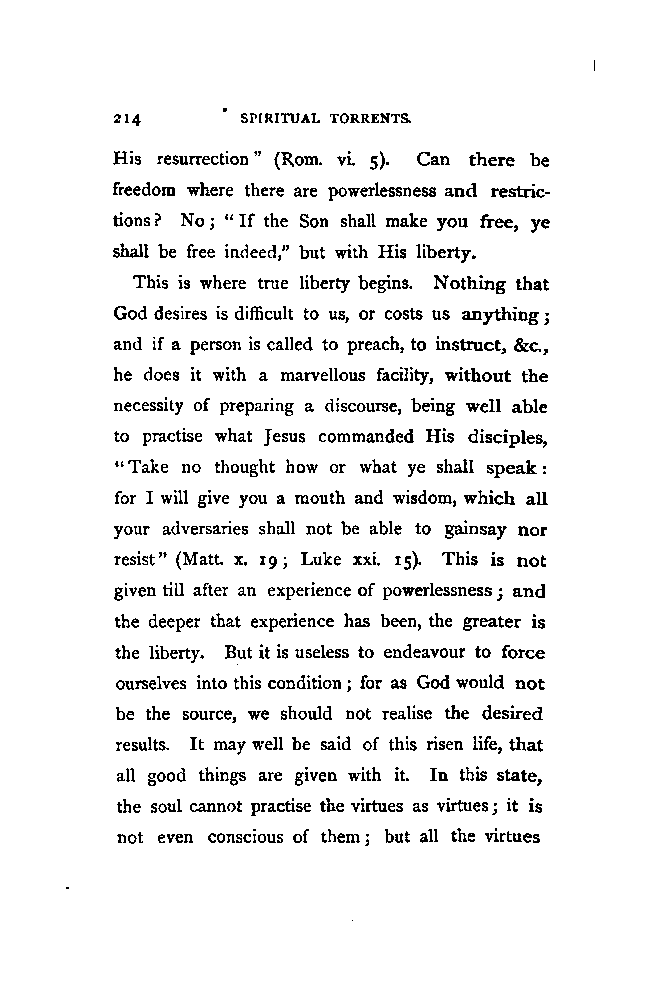 214 SPIRITUAL TORRENTS.
His resurrection" (Rom. vi. 5). Can there be
freedom where there are powerlessness and restric-
tions? No; "If the Son shall make you free, ye
shall be free indeed," but with His liberty.
This is where true liberty begins. Nothing that
God desires is difficult to us, or costs us anything;
and if a person is called to preach, to instruct, &c.,
he does it with a marvellous facility, without the
necessity of preparing a discourse, being well able
to practise what Jesus commanded His disciples,
"Take no thought how or what ye shall speak:
for I will give you a mouth and wisdom, which all
your adversaries shall not be able to gainsay nor
resist" (Matt. x. 19; Luke xxi. 15). This is not
given till after an experience of powerlessness; and
the deeper that experience has been, the greater is
the liberty. But it is useless to endeavour to force
ourselves into this condition; for as God would not
be the source, we should not realise the desired
results. It may well be said of this risen life, that
all good things are given with it. In this state,
the soul cannot practise the virtues as virtues; it is
not even conscious of them; but all the virtues